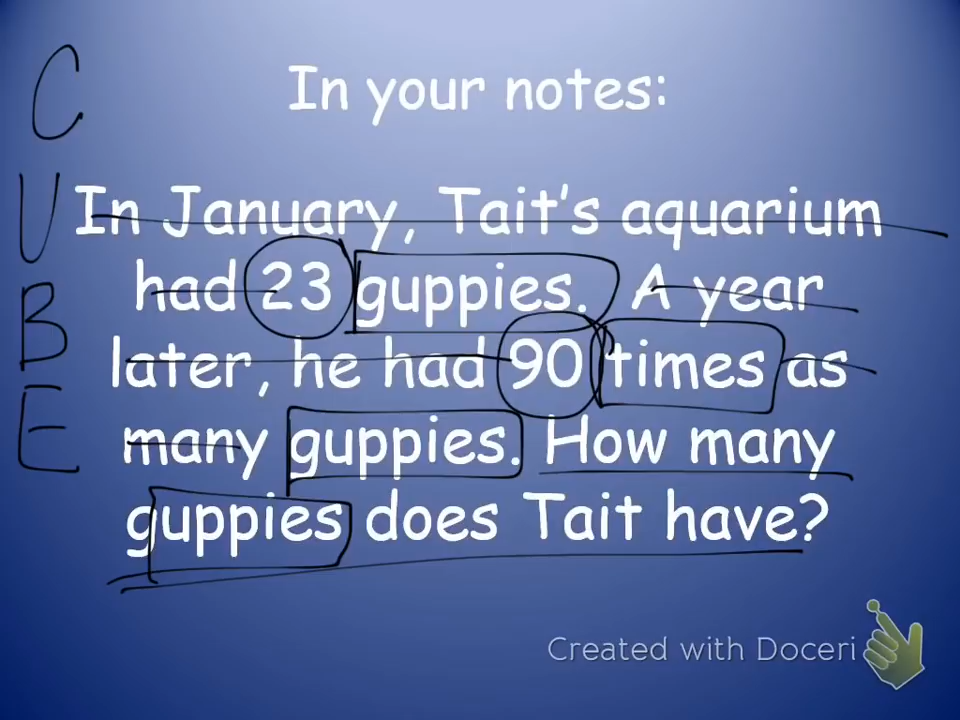 C
U
B
E
In your notes:
In January, Tait's aquarium
had 23 guppies. A year
later, he had 90 times as
many guppies. How many
guppies does Tait have?
Created with Doceri